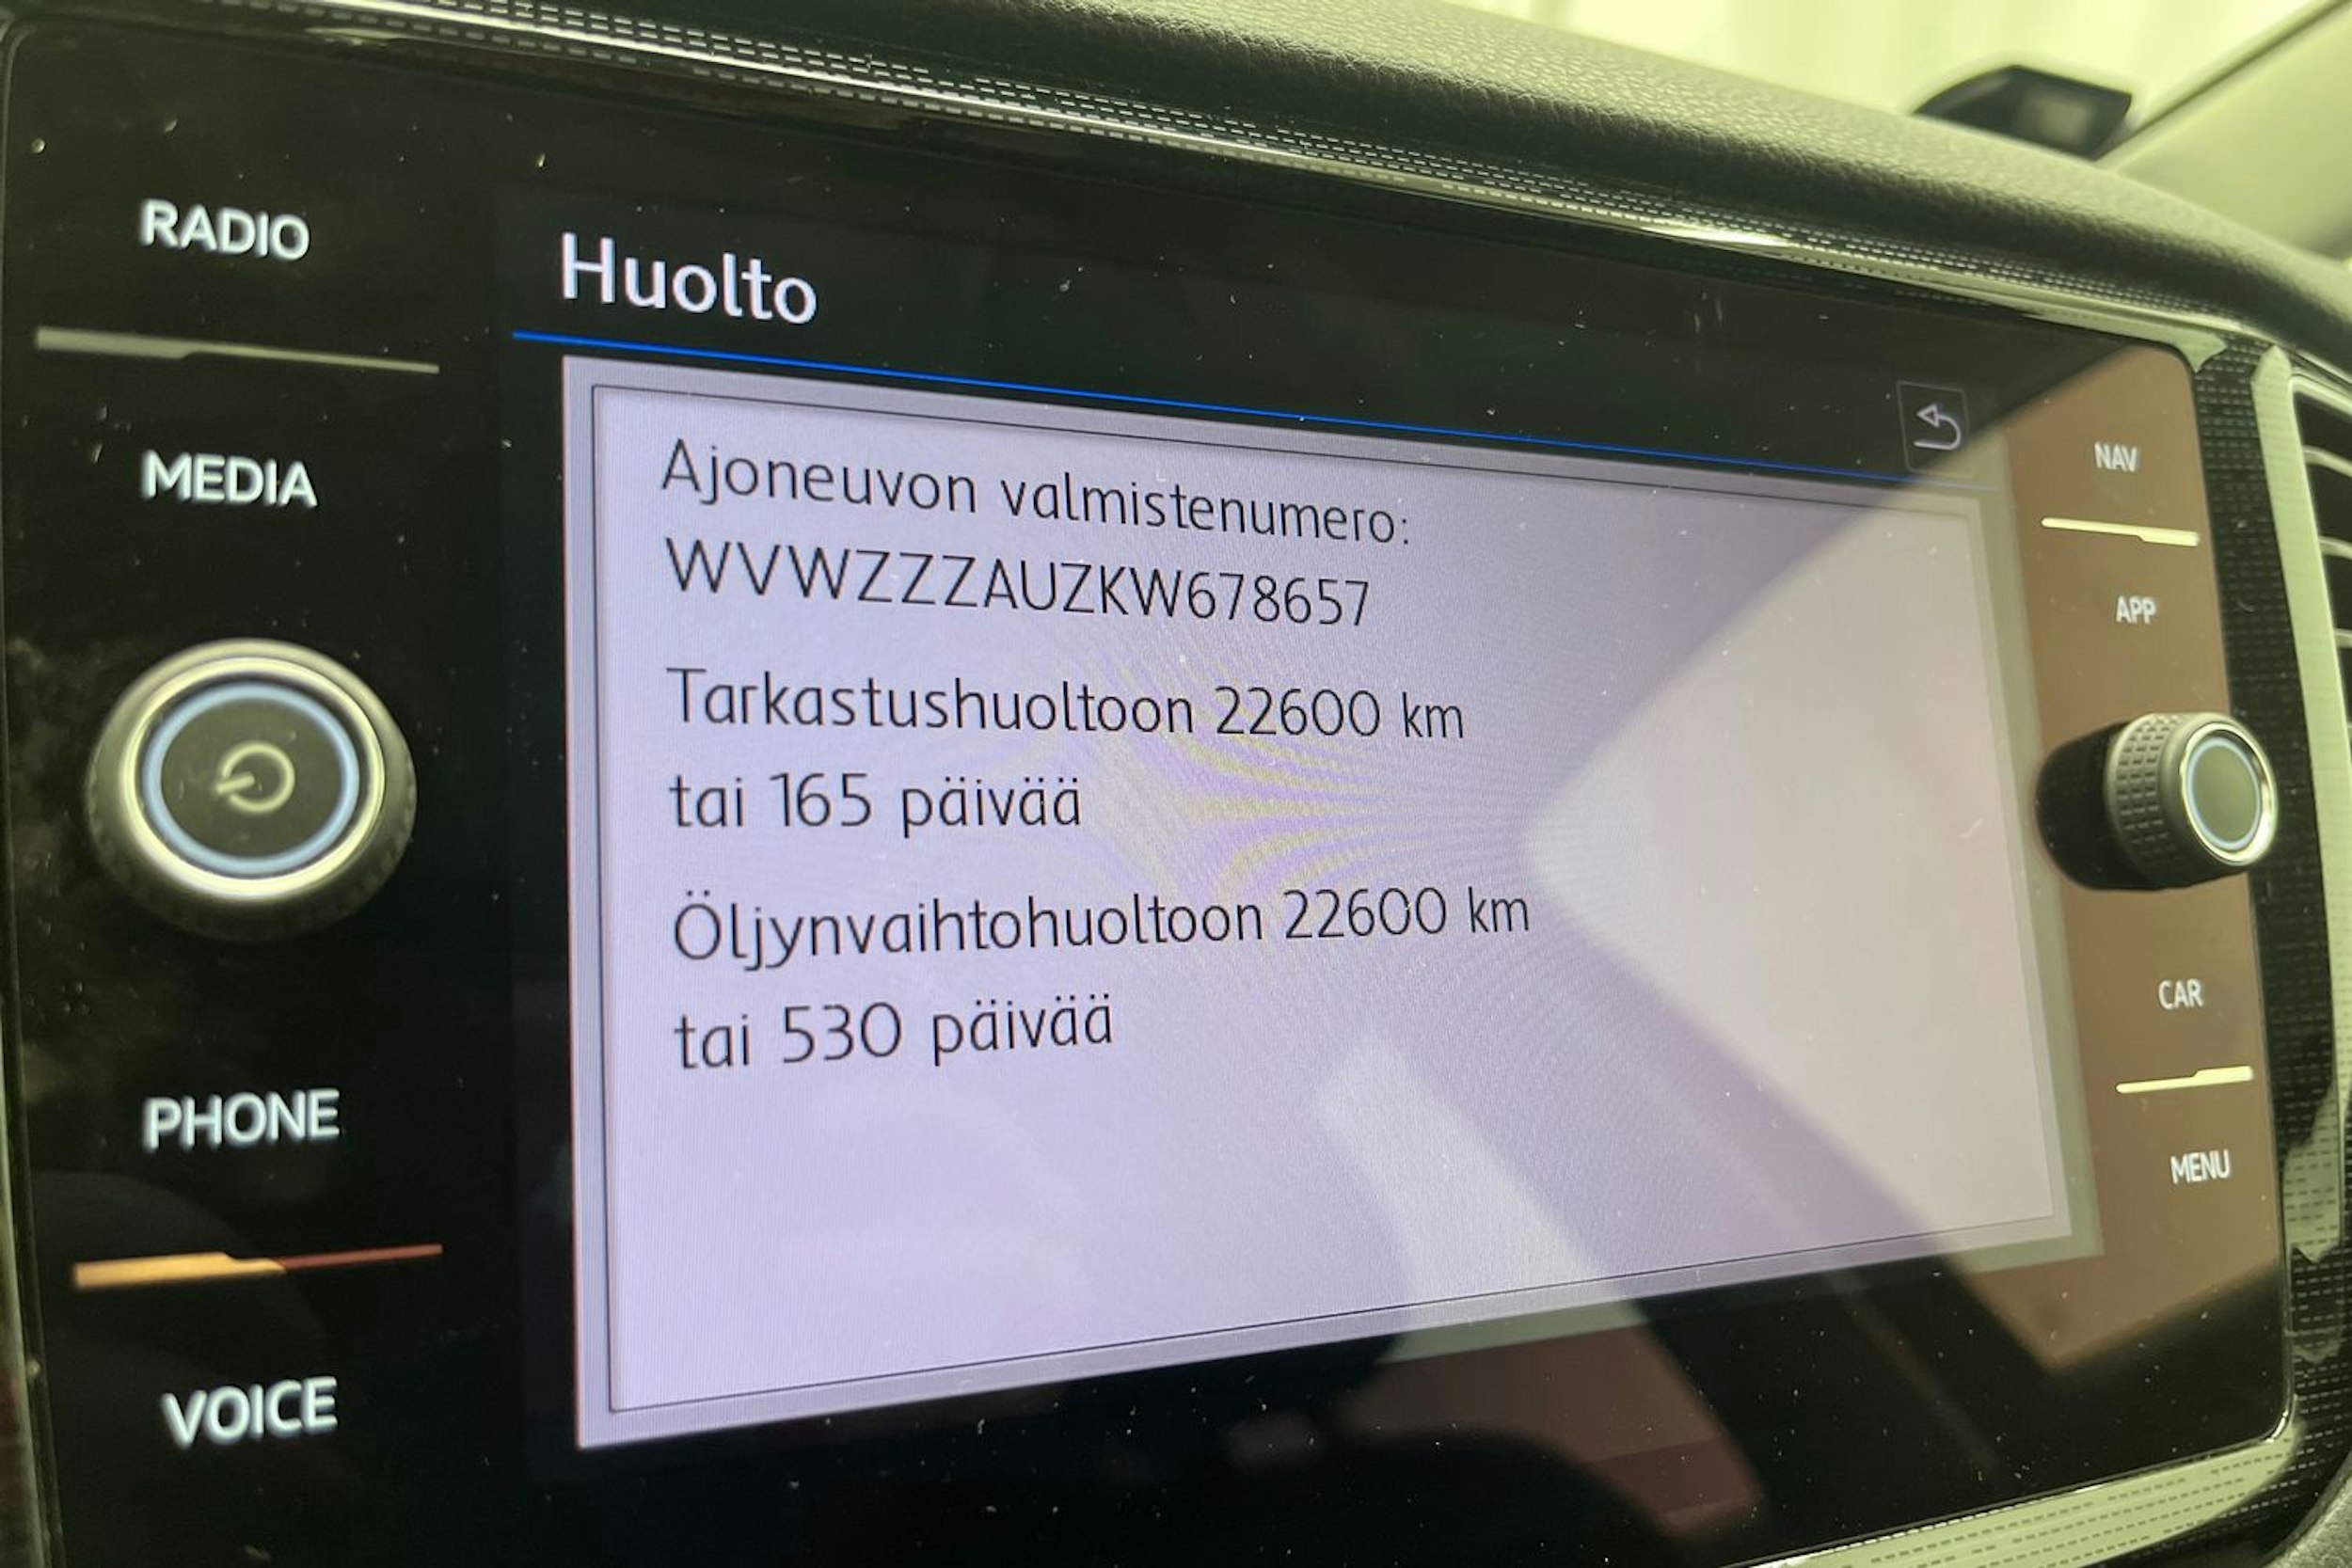 RADIO
MEDIA
PHONE
VOICE
Huolto
Ajoneuvon valmistenumero:
WVWZZZAUZKW678657
Tarkastushuoltoon 22600 km
tai 165 päivää
Öljynvaihtohuoltoon 22600 km
tai 530 päivää
NAV
APP
CAR
MENU